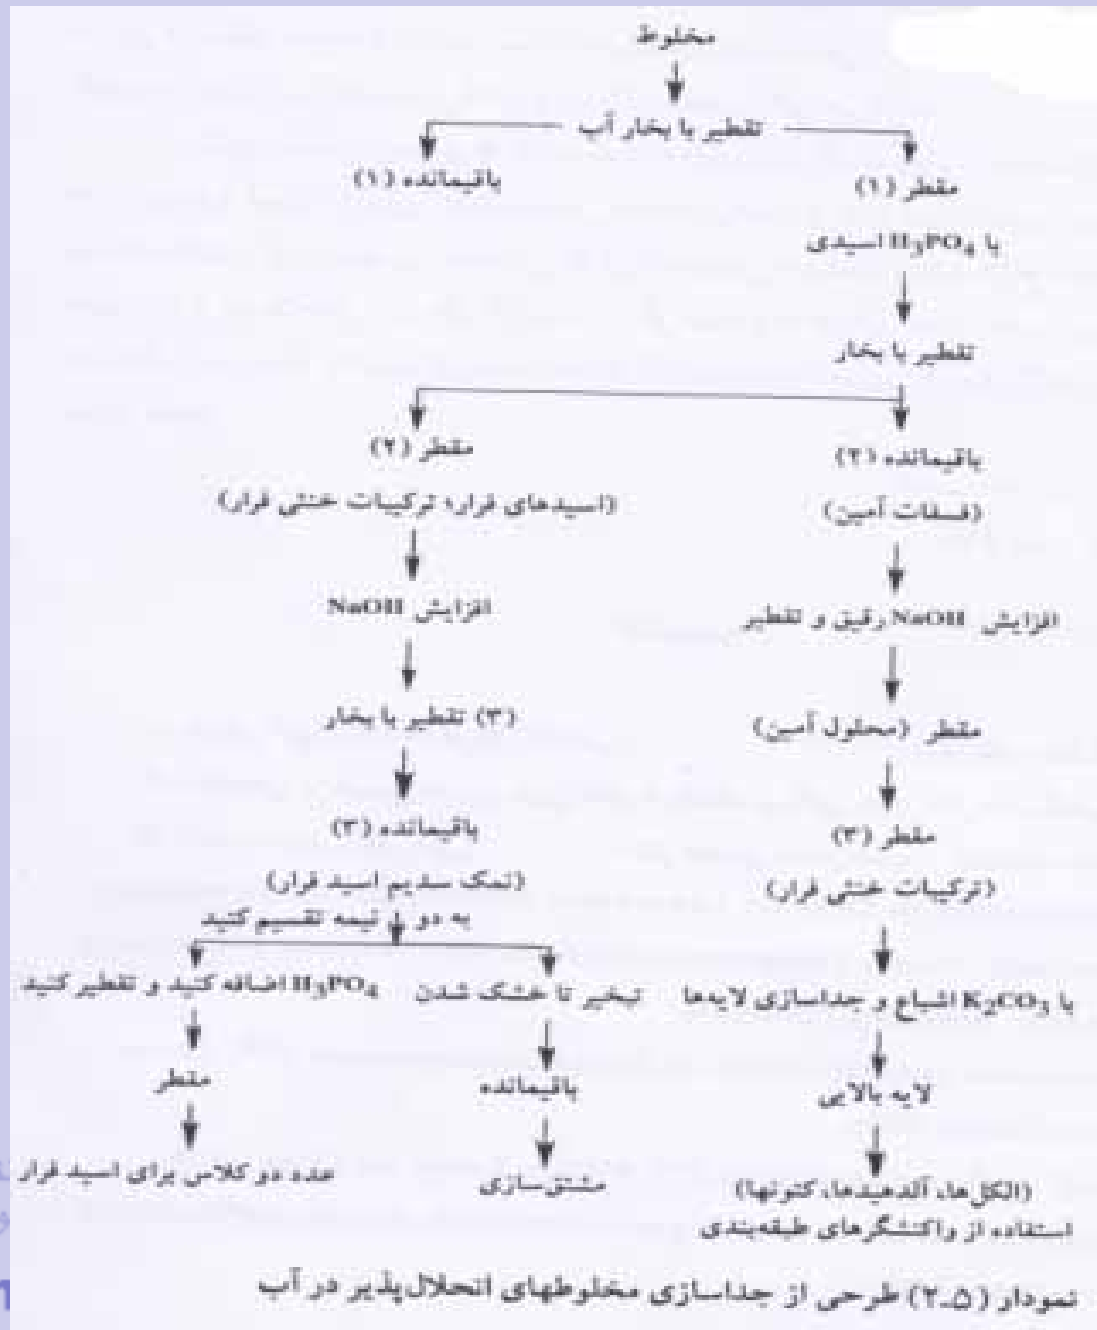 مخلوط
تقطیر با بخار آب
مقطر (۱)
باقیمانده (۱)
با H₃PO₄ اسیدی
تقطیر با بخار
باقیمانده (۲)
مقطر (۲)
(فسفات آمین)
(اسیدهای فرار، ترکیبات خنثی فرار)
افزایش NaOH رقیق و تقطیر
افزایش NaOH
مقطر (محلول آمین)
(۳) تقطیر با بخار
مقطر (۳)
باقیمانده (۳)
(ترکیبات خنثی فرار)
(نمک سدیم اسید فرار)
به دو نیمه تقسیم کنید
با K₂CO₃ اشباع و جداسازی لایه‌ها
تبخیر تا خشک شدن
H₃PO₄ اضافه کنید و تقطیر کنید
لایه بالایی
باقیمانده
مقطر
(الکل‌ها، آلدهیدها، کتونها)
استفاده از واکنشگرهای طبقه‌بندی
مشتق‌سازی
عدد دو کلاس برای اسید فرار
نمودار (۵ـ۲) طرحی از جداسازی مخلوطهای انحلال‌پذیر در آب